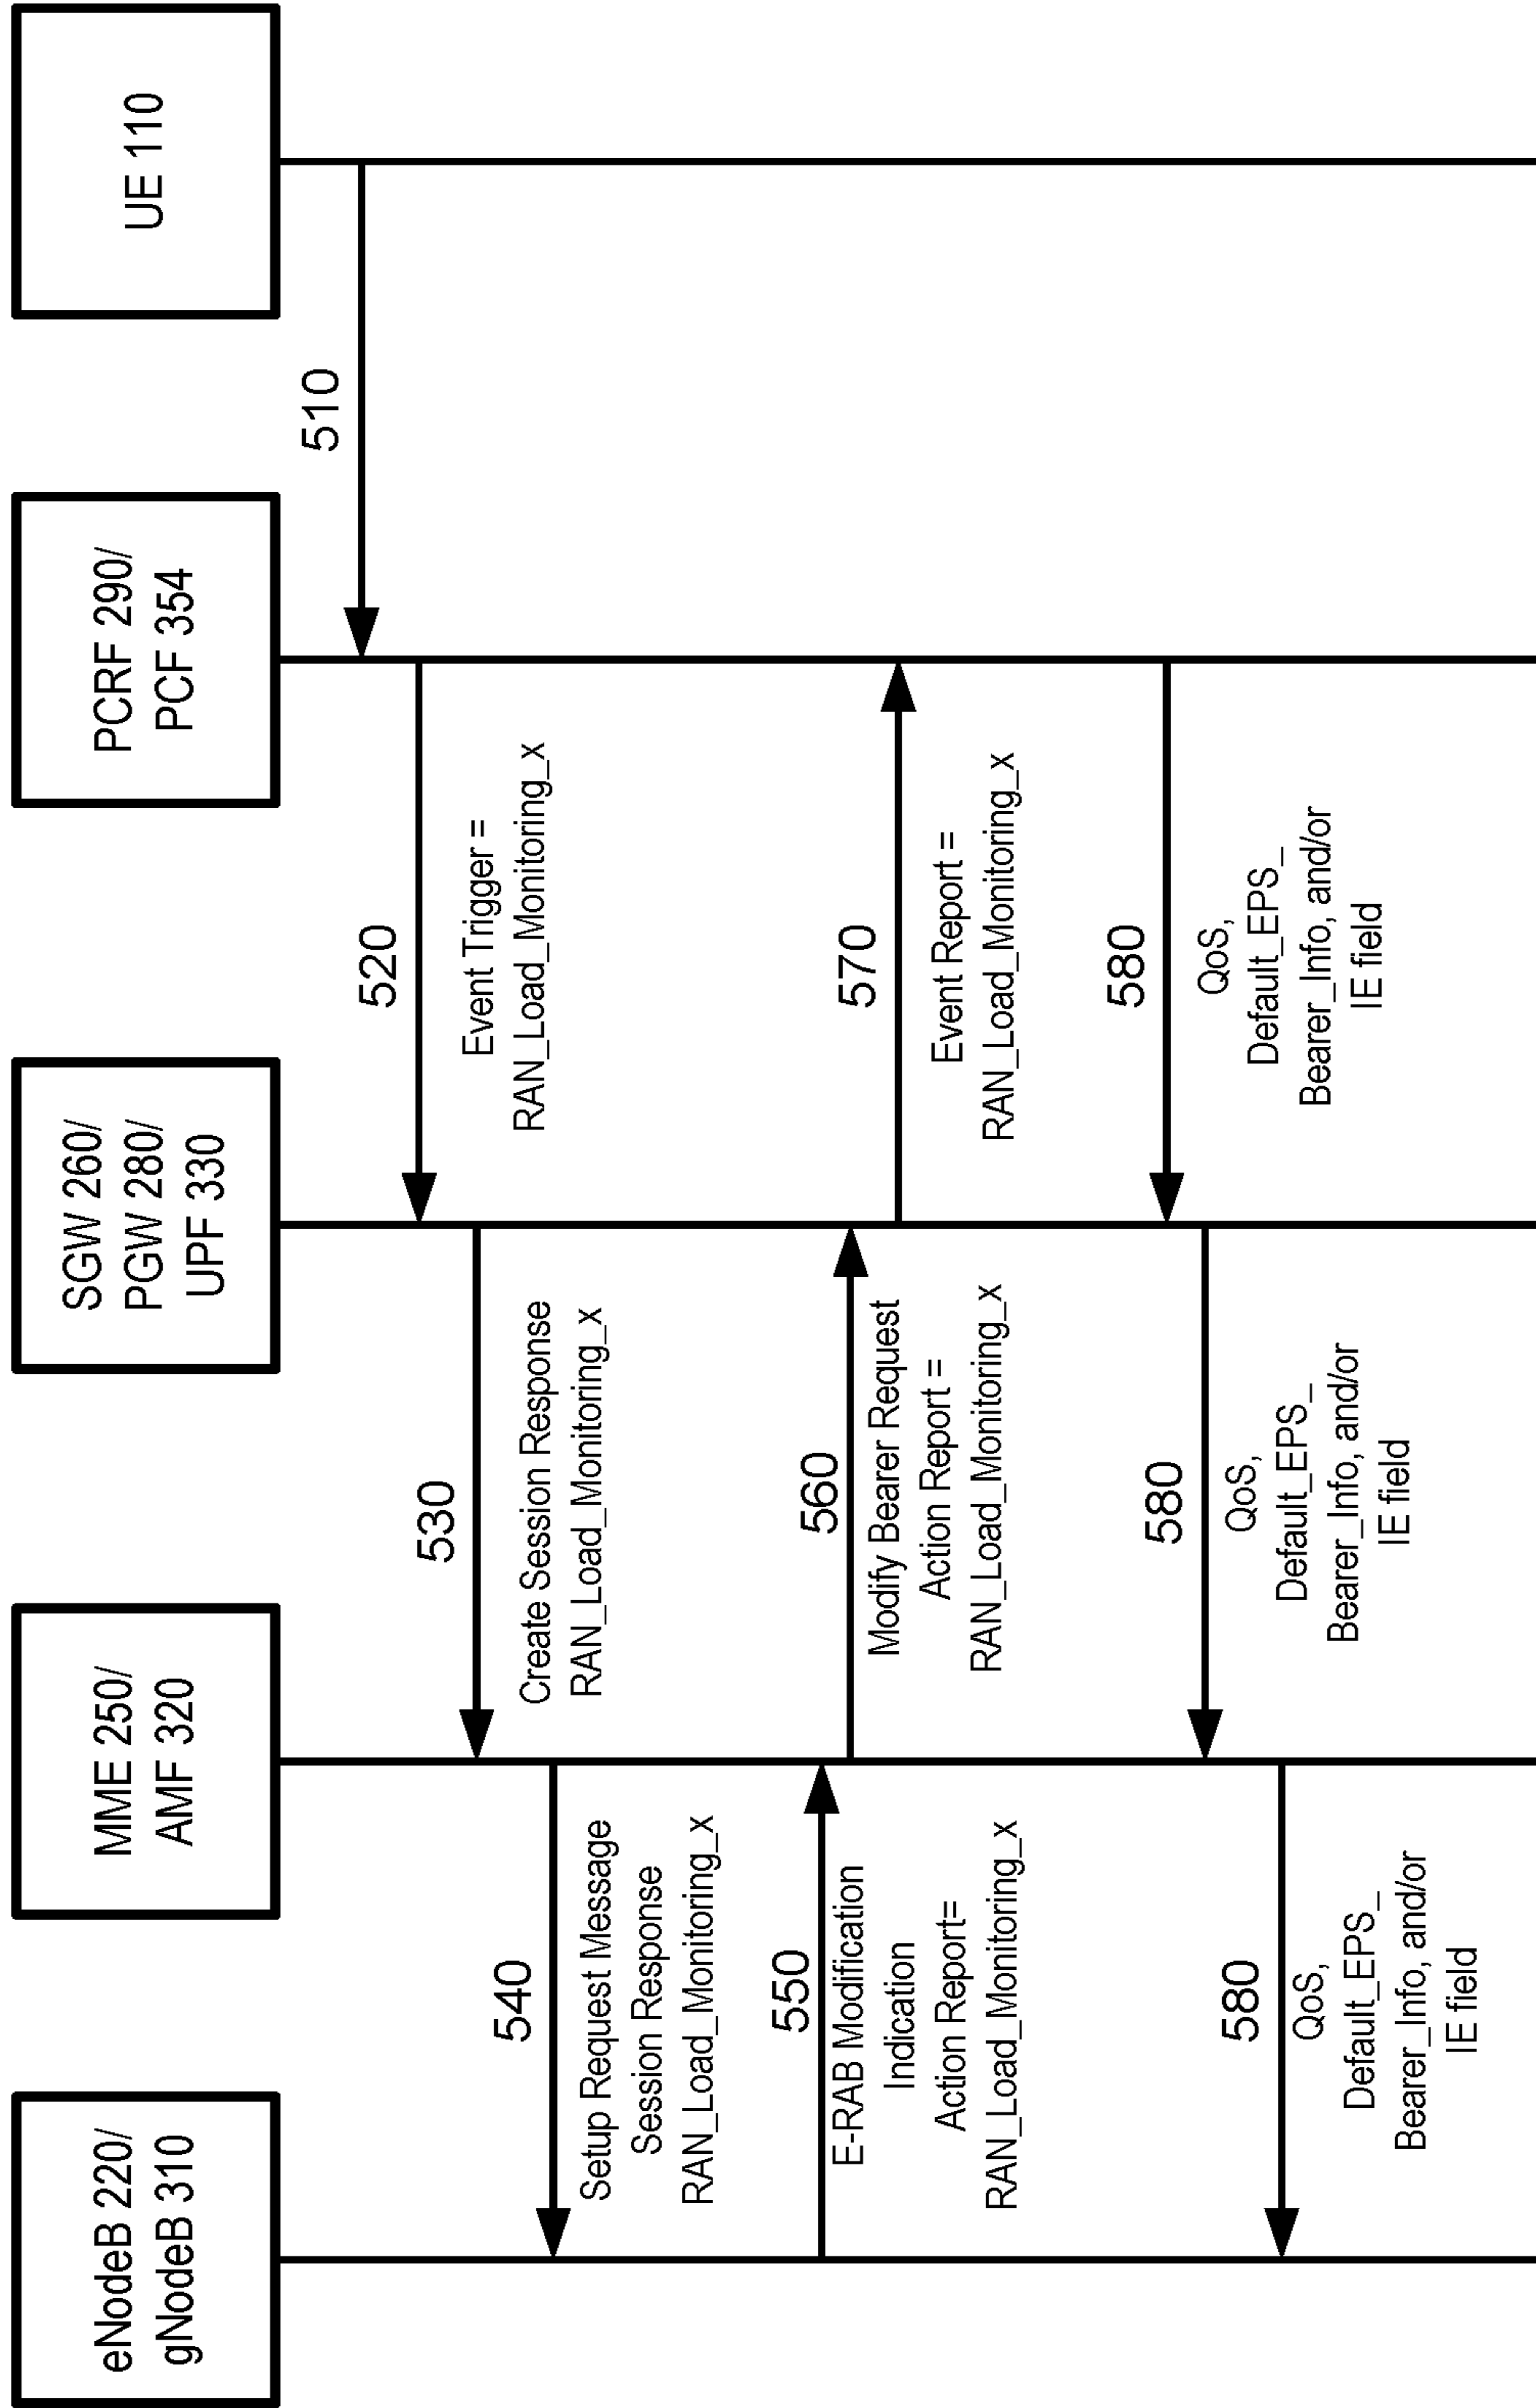 eNodeB 220/
gNodeB 310
MME 250/
AMF 320
SGW 260/
PGW 280/
UPF 330
PCRF 290/
PCF 354
UE 110
510
520
Event Trigger =
RAN_Load_Monitoring_x
530
Create Session Response
RAN_Load_Monitoring_x
540
Setup Request Message
Session Response
RAN_Load_Monitoring_x
550
E-RAB Modification
Indication
Action Report=
RAN_Load_Monitoring_x
560
Modify Bearer Request
Action Report =
RAN_Load_Monitoring_x
570
Event Report =
RAN_Load_Monitoring_x
580
QoS,
Default_EPS_
Bearer_Info, and/or
IE field
580
QoS,
Default_EPS_
Bearer_Info, and/or
IE field
580
QoS,
Default_EPS_
Bearer_Info, and/or
IE field